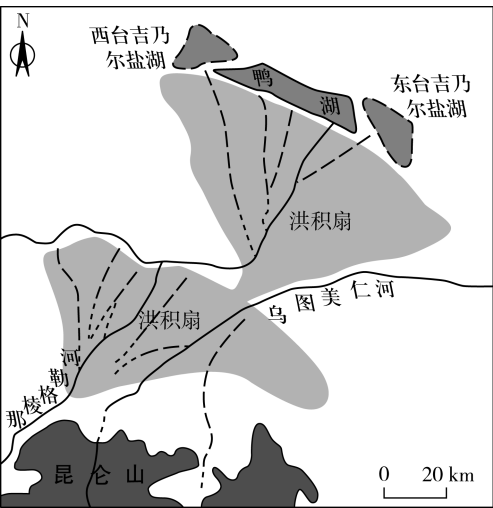 N
西台吉乃
尔盐湖
鸭湖
东台吉乃
尔盐湖
洪积扇
乌图美仁河
洪积扇
那棱格勒河
昆仑山
0 20 km